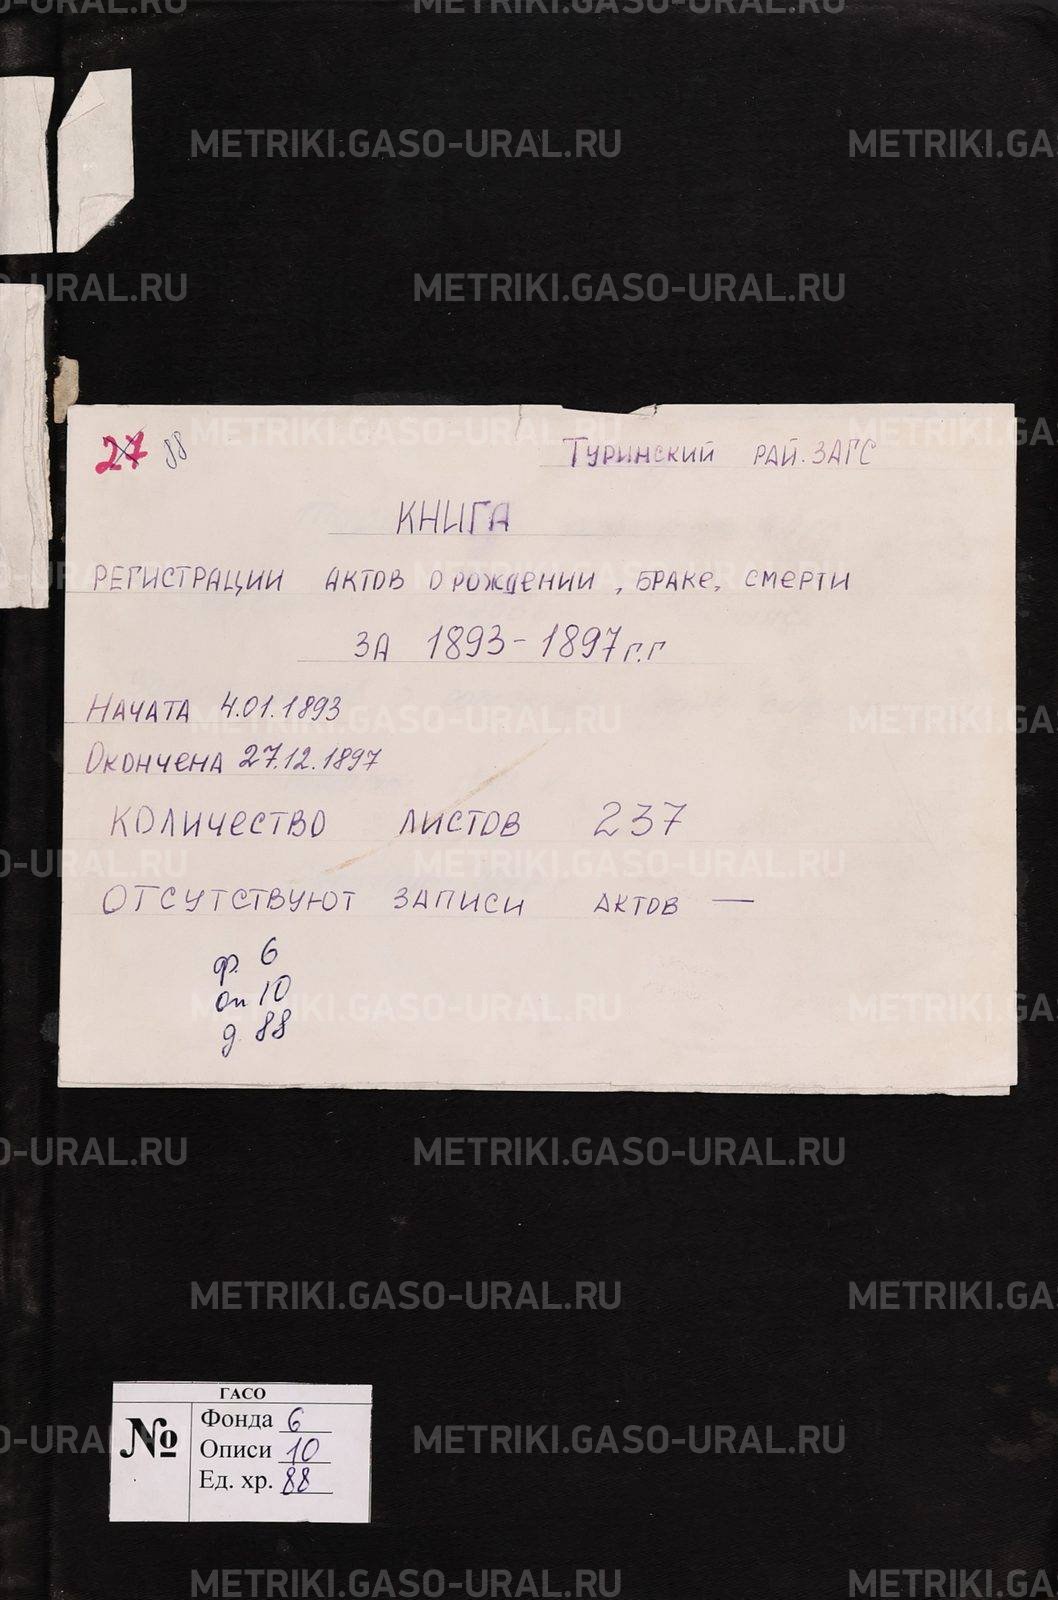 27 88
Туринский рай.ЗАГС
КНИГА
регистрации актов о рождении, браке, смерти
за 1893-1897г.г
Начата 4.01.1893
Окончена 27.12.1897
Количество листов 237
Отсутствуют записи актов —
ф. 6
оп 10
д. 88
ГАСО
№
Фонда 6
Описи 10
Ед. хр. 88
METRIKI.GASO-URAL.RU